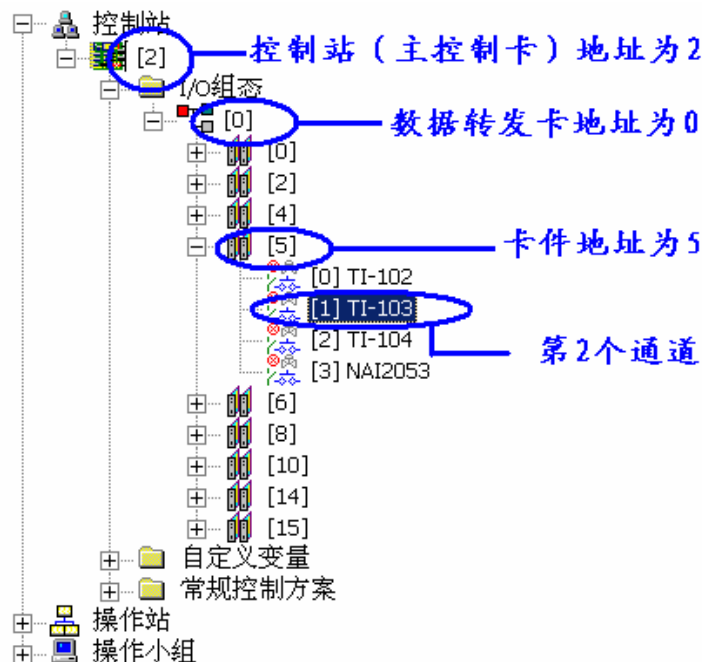 控制站
[2] 控制站（主控制卡）地址为2
I/O组态
[0] 数据转发卡地址为0
[0]
[2]
[4]
[5] 卡件地址为5
[0] TI-102
[1] TI-103
[2] TI-104 第2个通道
[3] NAI2053
[6]
[8]
[10]
[14]
[15]
自定义变量
常规控制方案
操作站
操作小组